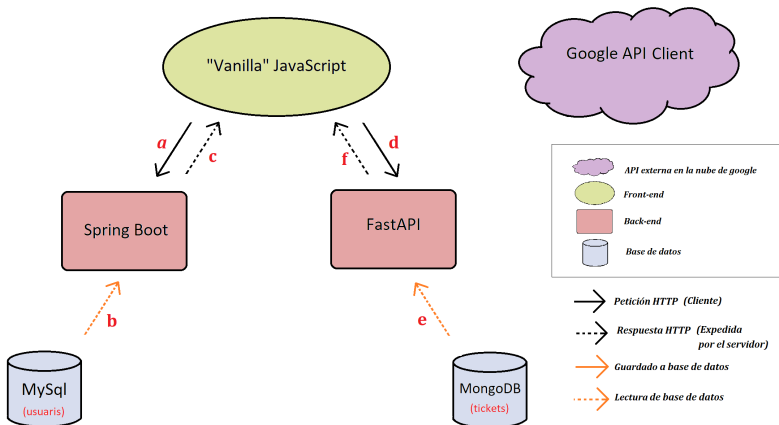 "Vanilla" JavaScript
Google API Client
a
c
f
d
Spring Boot
FastAPI
b
e
MySql
(usuaris)
MongoDB
(tickets)
API externa en la nube de google
Front-end
Back-end
Base de datos
Petición HTTP (Cliente)
Respuesta HTTP (Expedida
por el servidor)
Guardado a base de datos
Lectura de base de datos